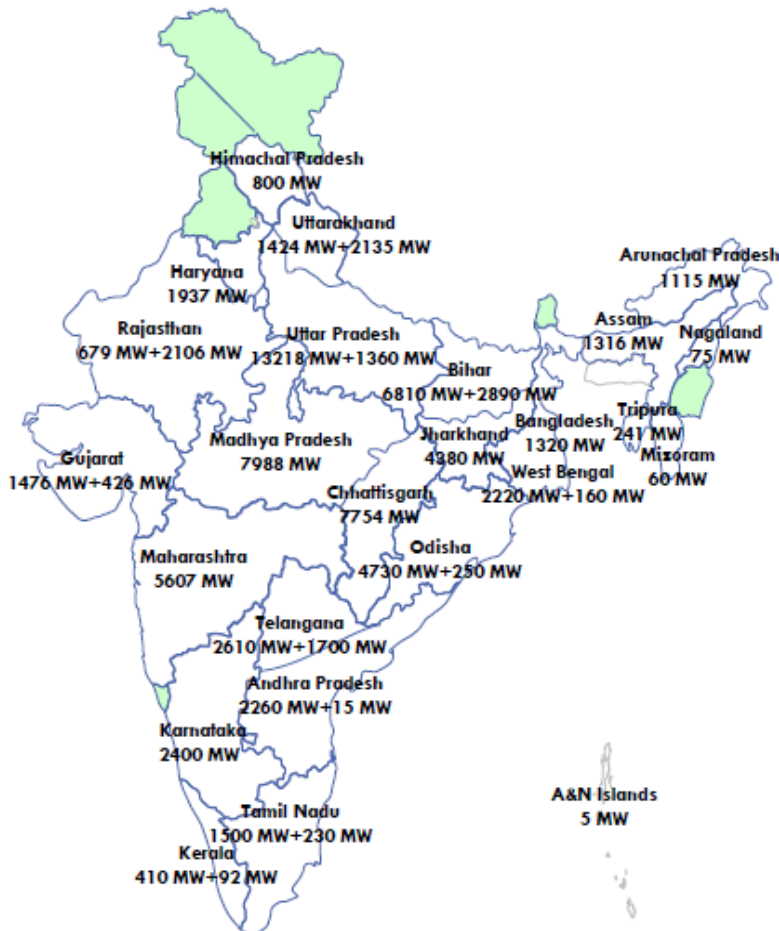 Himachal Pradesh
800 MW
Uttarakhand
1424 MW+2135 MW
Haryana
1937 MW
Arunachal Pradesh
1115 MW
Assam
1316 MW
Nagaland
75 MW
Rajasthan
679 MW+2106 MW
Uttar Pradesh
13218 MW+1360 MW
Bihar
6810 MW+2890 MW
Bangladesh
1320 MW
Tripura
241 MW
Mizoram
60 MW
Gujarat
1476 MW+426 MW
Madhya Pradesh
7988 MW
Jharkhand
4380 MW
West Bengal
2220 MW+160 MW
Chhattisgarh
7754 MW
Odisha
4730 MW+250 MW
Maharashtra
5607 MW
Telangana
2610 MW+1700 MW
Andhra Pradesh
2260 MW+15 MW
Karnataka
2400 MW
A&N Islands
5 MW
Tamil Nadu
1500 MW+230 MW
Kerala
410 MW+92 MW